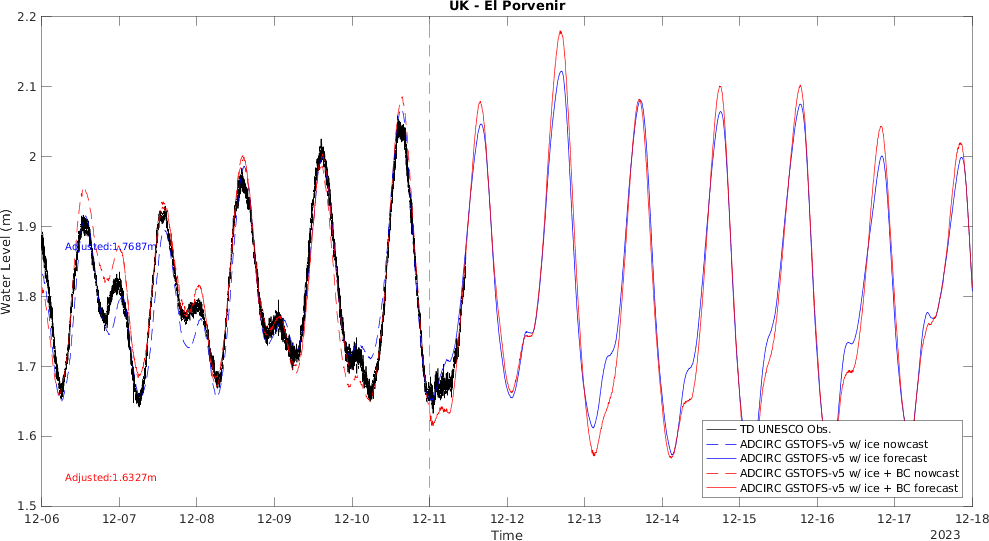 UK - El Porvenir
2.2
2.1
2
1.9
1.8
1.7
1.6
1.5
Water Level (m)
Adjusted:1.7687m
Adjusted:1.6327m
TD UNESCO Obs.
ADCIRC GSTOFS-v5 w/ ice nowcast
ADCIRC GSTOFS-v5 w/ ice forecast
ADCIRC GSTOFS-v5 w/ ice + BC nowcast
ADCIRC GSTOFS-v5 w/ ice + BC forecast
12-06 12-07 12-08 12-09 12-10 12-11 12-12 12-13 12-14 12-15 12-16 12-17 12-18
Time
2023